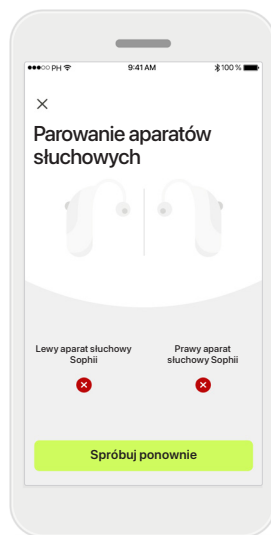 ●●●○○ PH 9:41 AM 100 %
Parowanie aparatów
słuchowych
Lewy aparat słuchowy
Sophii
Prawy aparat
słuchowy Sophii
Spróbuj ponownie